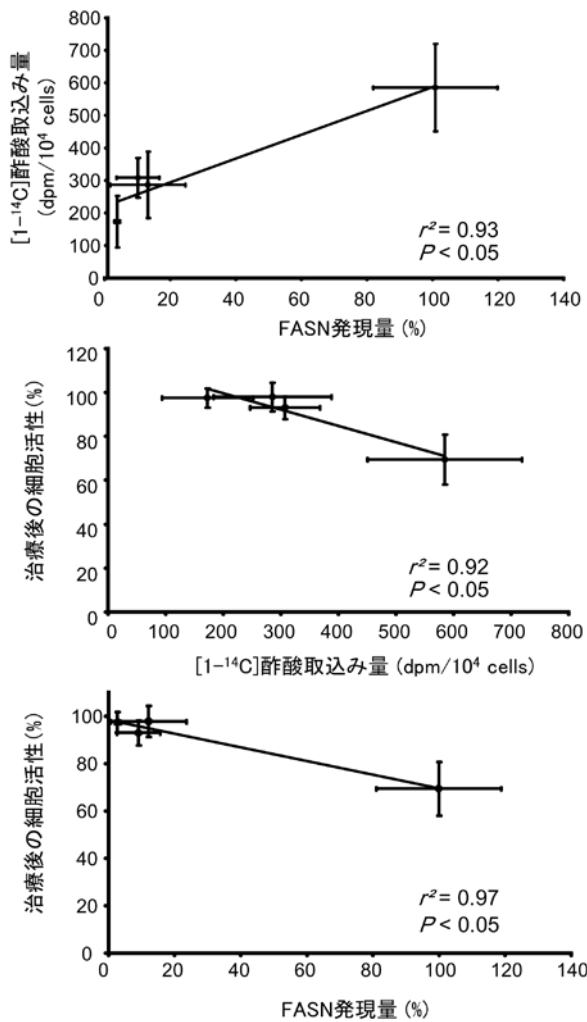 800
700
600
500
400
300
200
100
0
[1-¹⁴C]酢酸取込み量
(dpm/10⁴ cells)
r² = 0.93
P < 0.05
0 20 40 60 80 100 120 140
FASN発現量 (%)
120
100
80
60
40
20
0
治療後の細胞活性(%)
r² = 0.92
P < 0.05
0 100 200 300 400 500 600 700 800
[1-¹⁴C]酢酸取込み量 (dpm/10⁴ cells)
100
80
60
40
20
0
治療後の細胞活性(%)
r² = 0.97
P < 0.05
0 20 40 60 80 100 120 140
FASN発現量 (%)